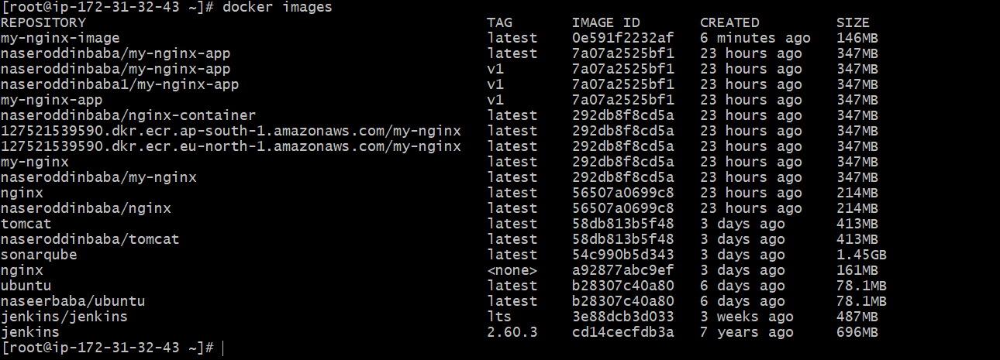 [root@ip-172-31-32-43 ~]# docker images
REPOSITORY TAG IMAGE ID CREATED SIZE
my-nginx-image latest 0e591f2232af 6 minutes ago 146MB
naseroddinbaba/my-nginx-app latest 7a07a2525bf1 23 hours ago 347MB
naseroddinbaba/my-nginx-app v1 7a07a2525bf1 23 hours ago 347MB
naseroddinbaba1/my-nginx-app v1 7a07a2525bf1 23 hours ago 347MB
my-nginx-app v1 7a07a2525bf1 23 hours ago 347MB
naseroddinbaba/nginx-container latest 292db8f8cd5a 23 hours ago 347MB
127521539590.dkr.ecr.ap-south-1.amazonaws.com/my-nginx latest 292db8f8cd5a 23 hours ago 347MB
127521539590.dkr.ecr.eu-north-1.amazonaws.com/my-nginx latest 292db8f8cd5a 23 hours ago 347MB
my-nginx latest 292db8f8cd5a 23 hours ago 347MB
naseroddinbaba/my-nginx latest 292db8f8cd5a 23 hours ago 347MB
nginx latest 56507a0699c8 23 hours ago 214MB
naseroddinbaba/nginx latest 56507a0699c8 23 hours ago 214MB
tomcat latest 58db813b5f48 3 days ago 413MB
naseroddinbaba/tomcat latest 58db813b5f48 3 days ago 413MB
sonarqube latest 54c990b5d343 3 days ago 1.45GB
nginx <none> a92877abc9ef 3 days ago 161MB
ubuntu latest b28307c40a80 6 days ago 78.1MB
naseerbaba/ubuntu latest b28307c40a80 6 days ago 78.1MB
jenkins/jenkins lts 3e88dcb3d033 3 weeks ago 487MB
jenkins 2.60.3 cd14cecfdb3a 7 years ago 696MB
[root@ip-172-31-32-43 ~]#